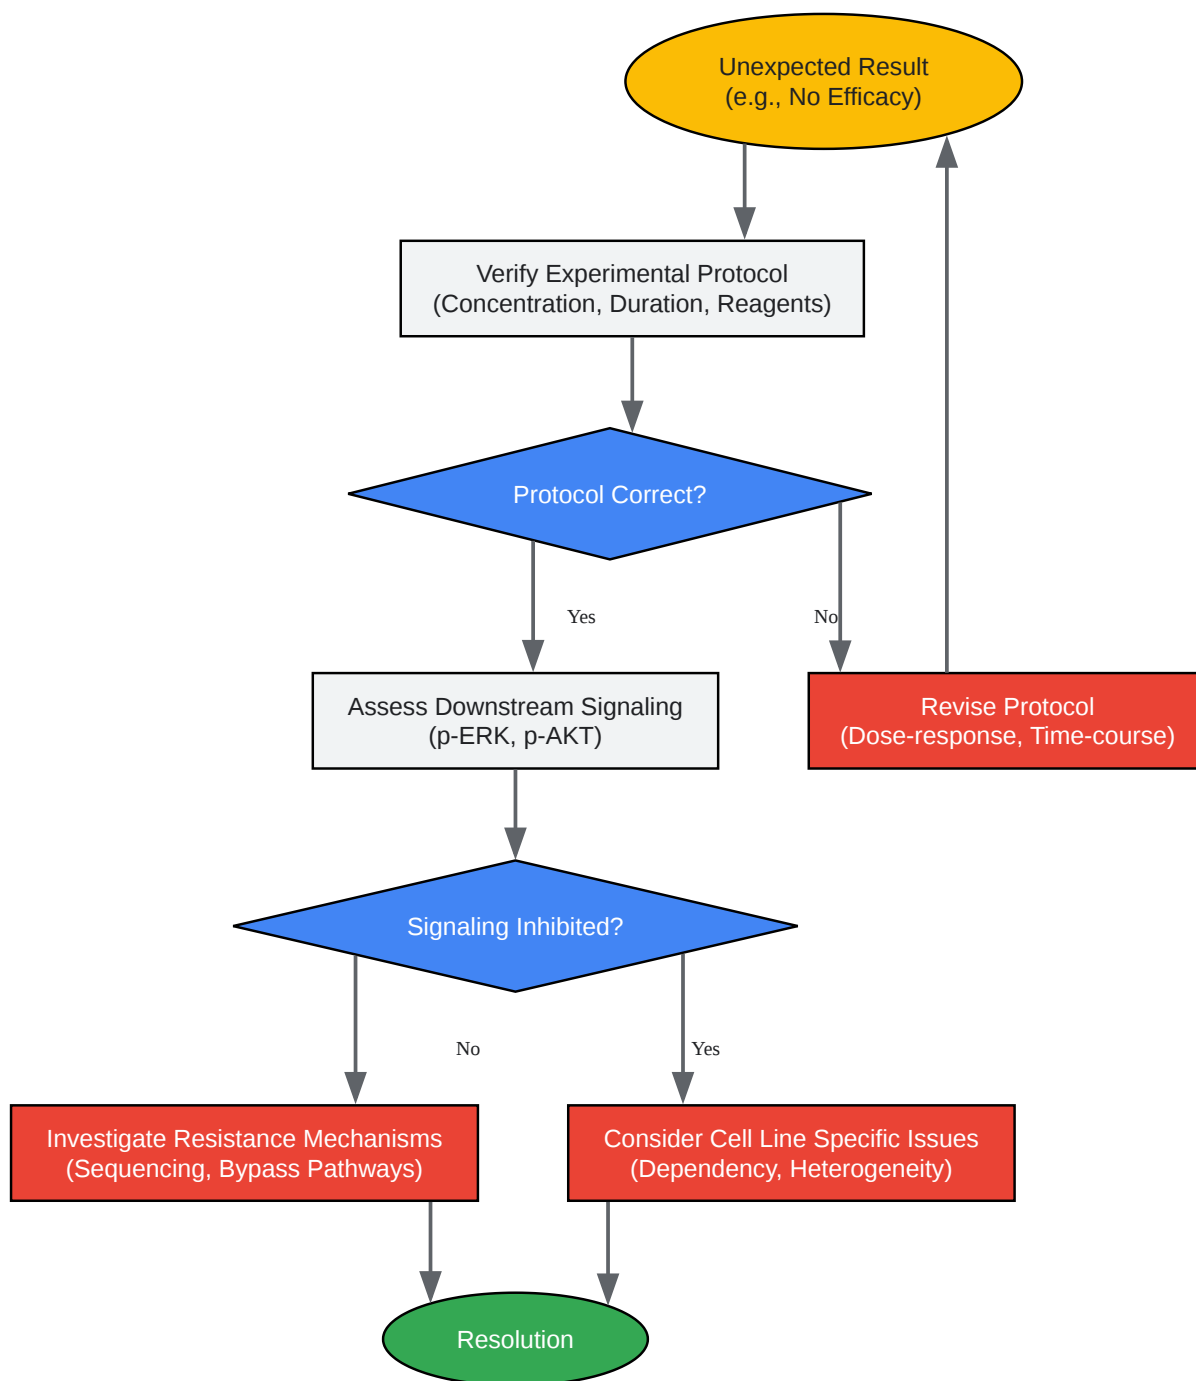 Unexpected Result
(e.g., No Efficacy)
Verify Experimental Protocol
(Concentration, Duration, Reagents)
Protocol Correct?
Yes
No
Assess Downstream Signaling
(p-ERK, p-AKT)
Revise Protocol
(Dose-response, Time-course)
Signaling Inhibited?
No
Yes
Investigate Resistance Mechanisms
(Sequencing, Bypass Pathways)
Consider Cell Line Specific Issues
(Dependency, Heterogeneity)
Resolution